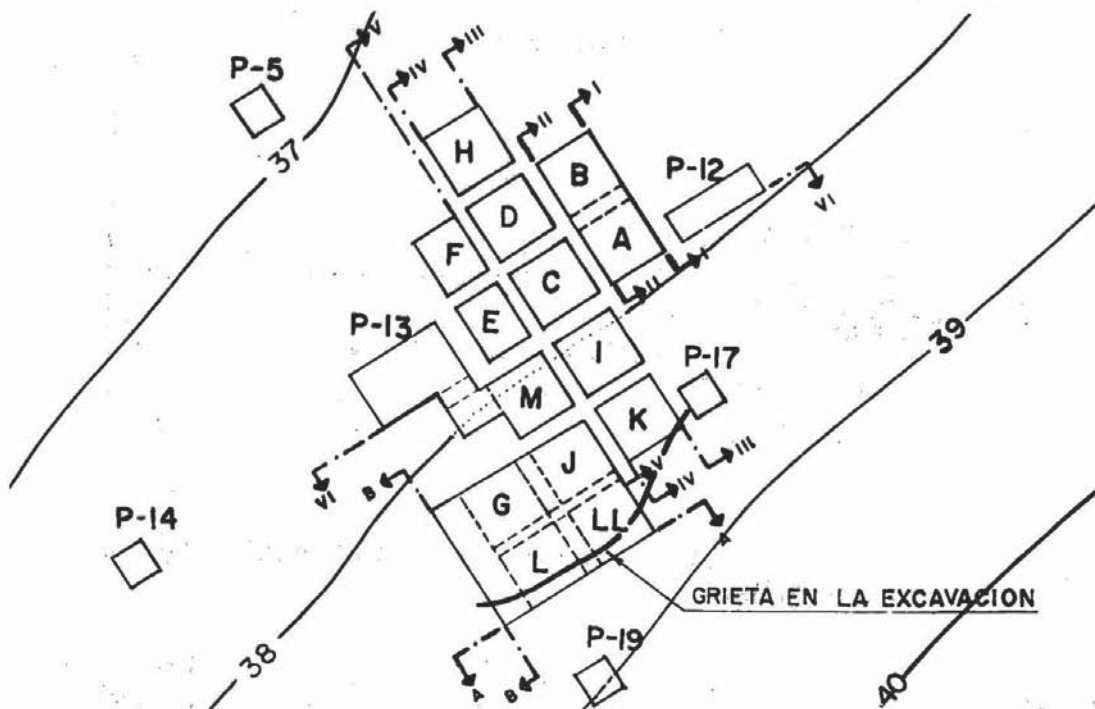 V
III
P-5
IV
I
II
H
37
B
P-12
D
VI
A
F
C
I
II
E
P-13
39
I
P-17
M
K
J
III
V
VI
B
IV
G
LL
A
P-14
L
GRIETA EN LA EXCAVACION
P-19
38
A
B
40